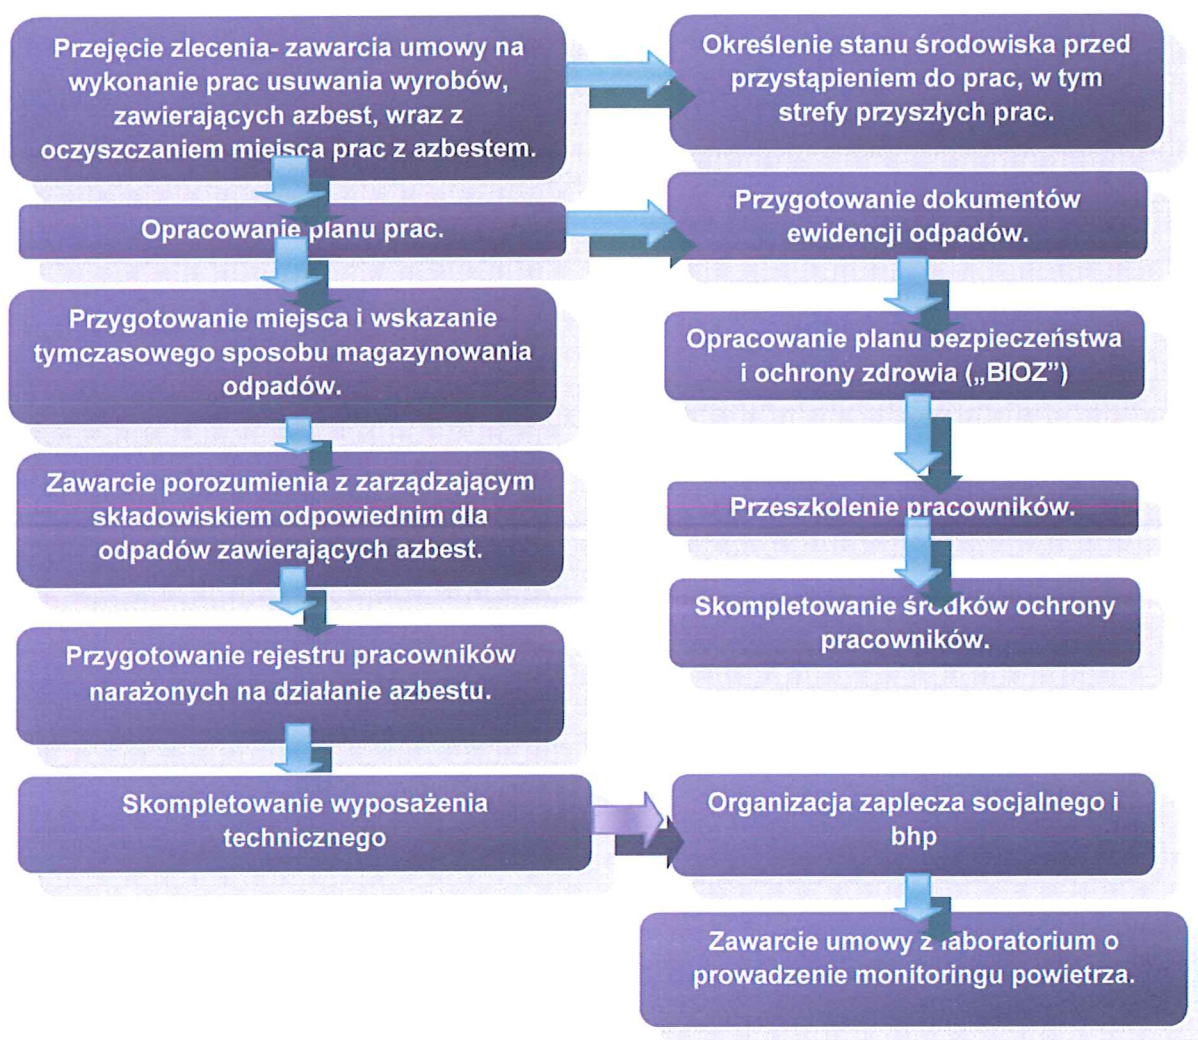 Przejęcie zlecenia- zawarcia umowy na
wykonanie prac usuwania wyrobów,
zawierających azbest, wraz z
oczyszczaniem miejsca prac z azbestem.
Określenie stanu środowiska przed
przystąpieniem do prac, w tym
strefy przyszłych prac.
Opracowanie planu prac.
Przygotowanie dokumentów
ewidencji odpadów.
Przygotowanie miejsca i wskazanie
tymczasowego sposobu magazynowania
odpadów.
Opracowanie planu bezpieczeństwa
i ochrony zdrowia („BIOZ”)
Zawarcie porozumienia z zarządzającym
składowiskiem odpowiednim dla
odpadów zawierających azbest.
Przeszkolenie pracowników.
Skompletowanie środków ochrony
pracowników.
Przygotowanie rejestru pracowników
narażonych na działanie azbestu.
Skompletowanie wyposażenia
technicznego
Organizacja zaplecza socjalnego i
bhp
Zawarcie umowy z laboratorium o
prowadzenie monitoringu powietrza.